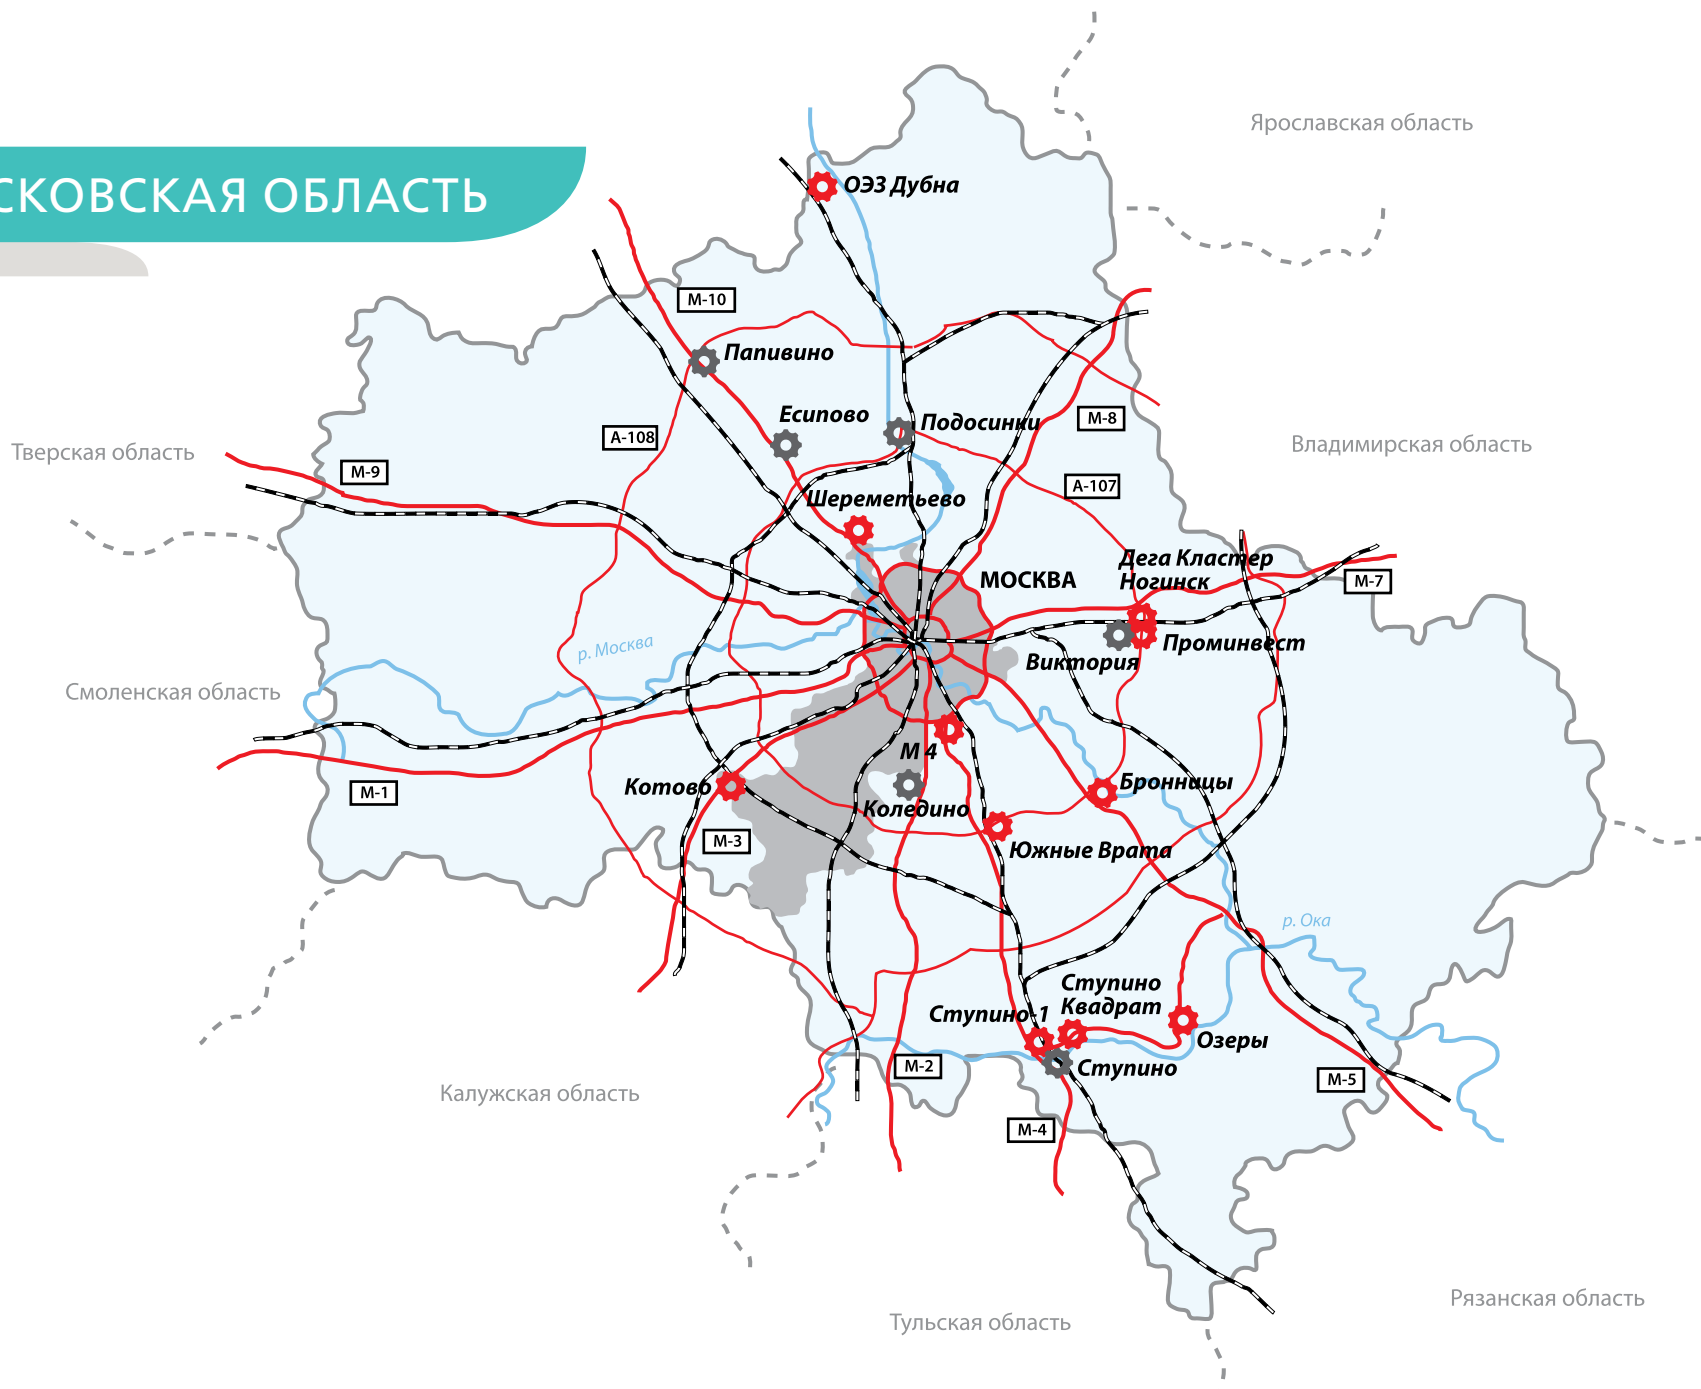 Ярославская область
СКОВСКАЯ ОБЛАСТЬ
ОЭЗ Дубна
М-10
Папивино
Есипово
Подосинки
М-8
А-108
Владимирская область
Тверская область
М-9
А-107
Шереметьево
Дега Кластер
Ногинск
МОСКВА
М-7
р. Москва
Проминвест
Виктория
Смоленская область
М 4
Котово
Бронницы
М-1
Коледино
М-3
Южные Врата
р. Ока
Ступино
Квадрат
Ступино-1
Озеры
М-2
Ступино
М-5
Калужская область
М-4
Рязанская область
Тульская область